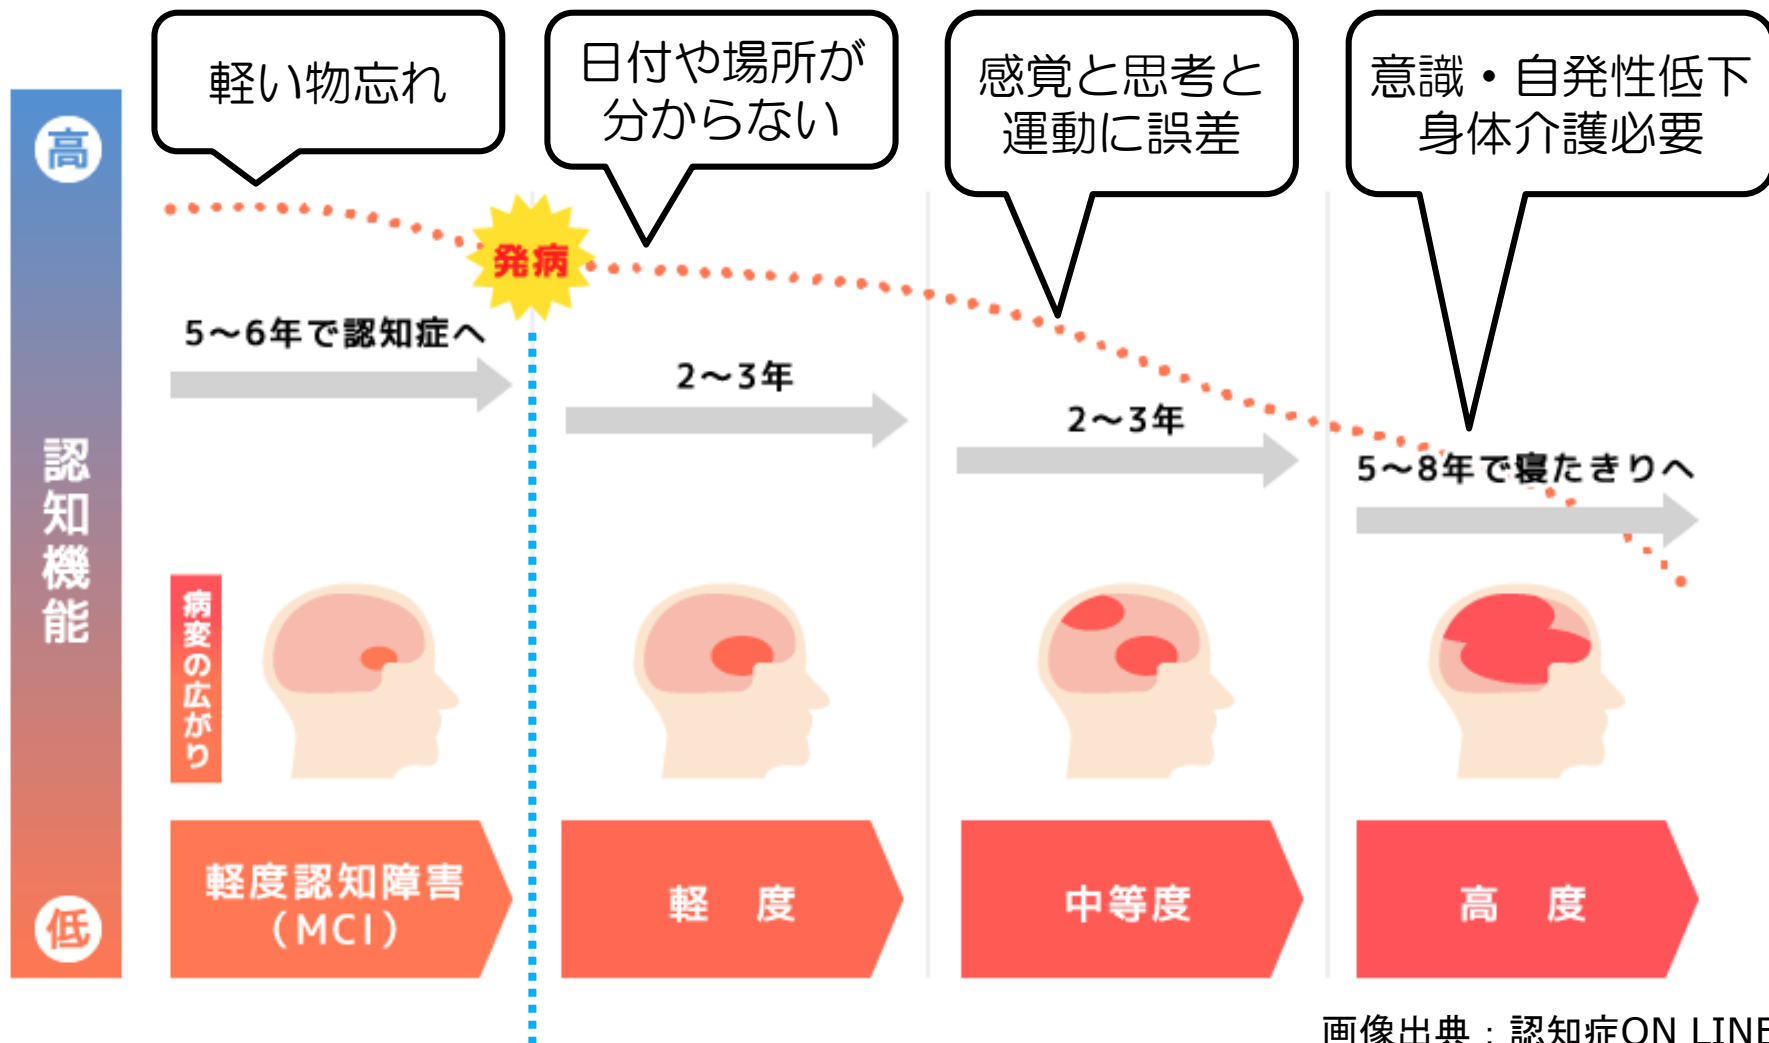 軽い物忘れ
日付や場所が
分からない
感覚と思考と
運動に誤差
意識・自発性低下
身体介護必要
高
認知機能
低
発病
5〜6年で認知症へ
2〜3年
2〜3年
5〜8年で寝たきりへ
病変の広がり
軽度認知障害
（MCI）
軽　度
中等度
高　度
画像出典：認知症ON LINE